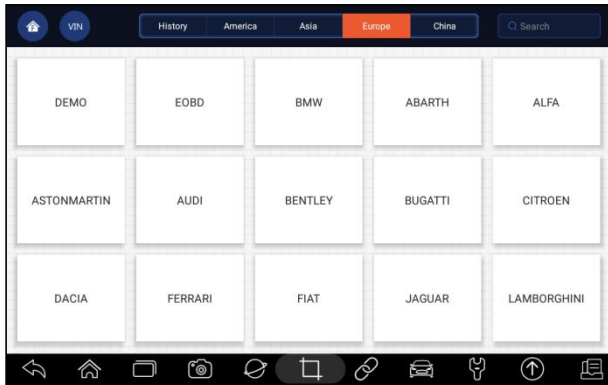 VIN History America Asia Europe China Search
DEMO EOBD BMW ABARTH ALFA
ASTONMARTIN AUDI BENTLEY BUGATTI CITROEN
DACIA FERRARI FIAT JAGUAR LAMBORGHINI